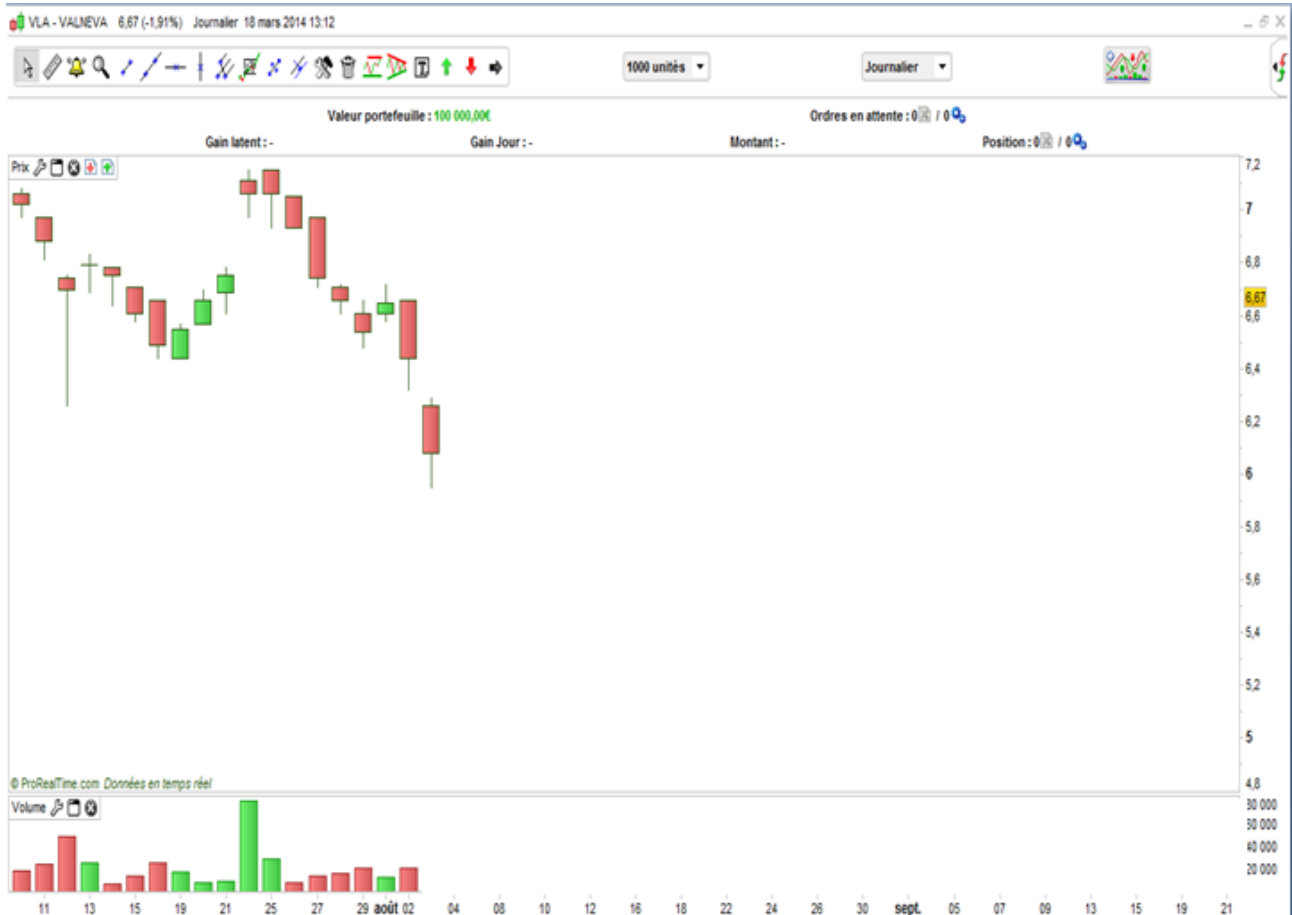 VLA - VALNEVA 6,67 (-1,91%) Journalier 18 mars 2014 13:12
1000 unités
Journalier
Valeur portefeuille : 100 000,00€ Ordres en attente : 0 / 0
Gain latent : - Gain Jour : - Montant : - Position : 0 / 0
Prix
7,2
7
6,8
6,67
6,6
6,4
6,2
6
5,8
5,6
5,4
5,2
5
4,8
© ProRealTime.com Données en temps réel
Volume
40 000
20 000
11 13 15 19 21 25 27 29 août 02 04 08 10 12 16 18 22 24 26 30 sept. 05 07 09 13 15 19 21